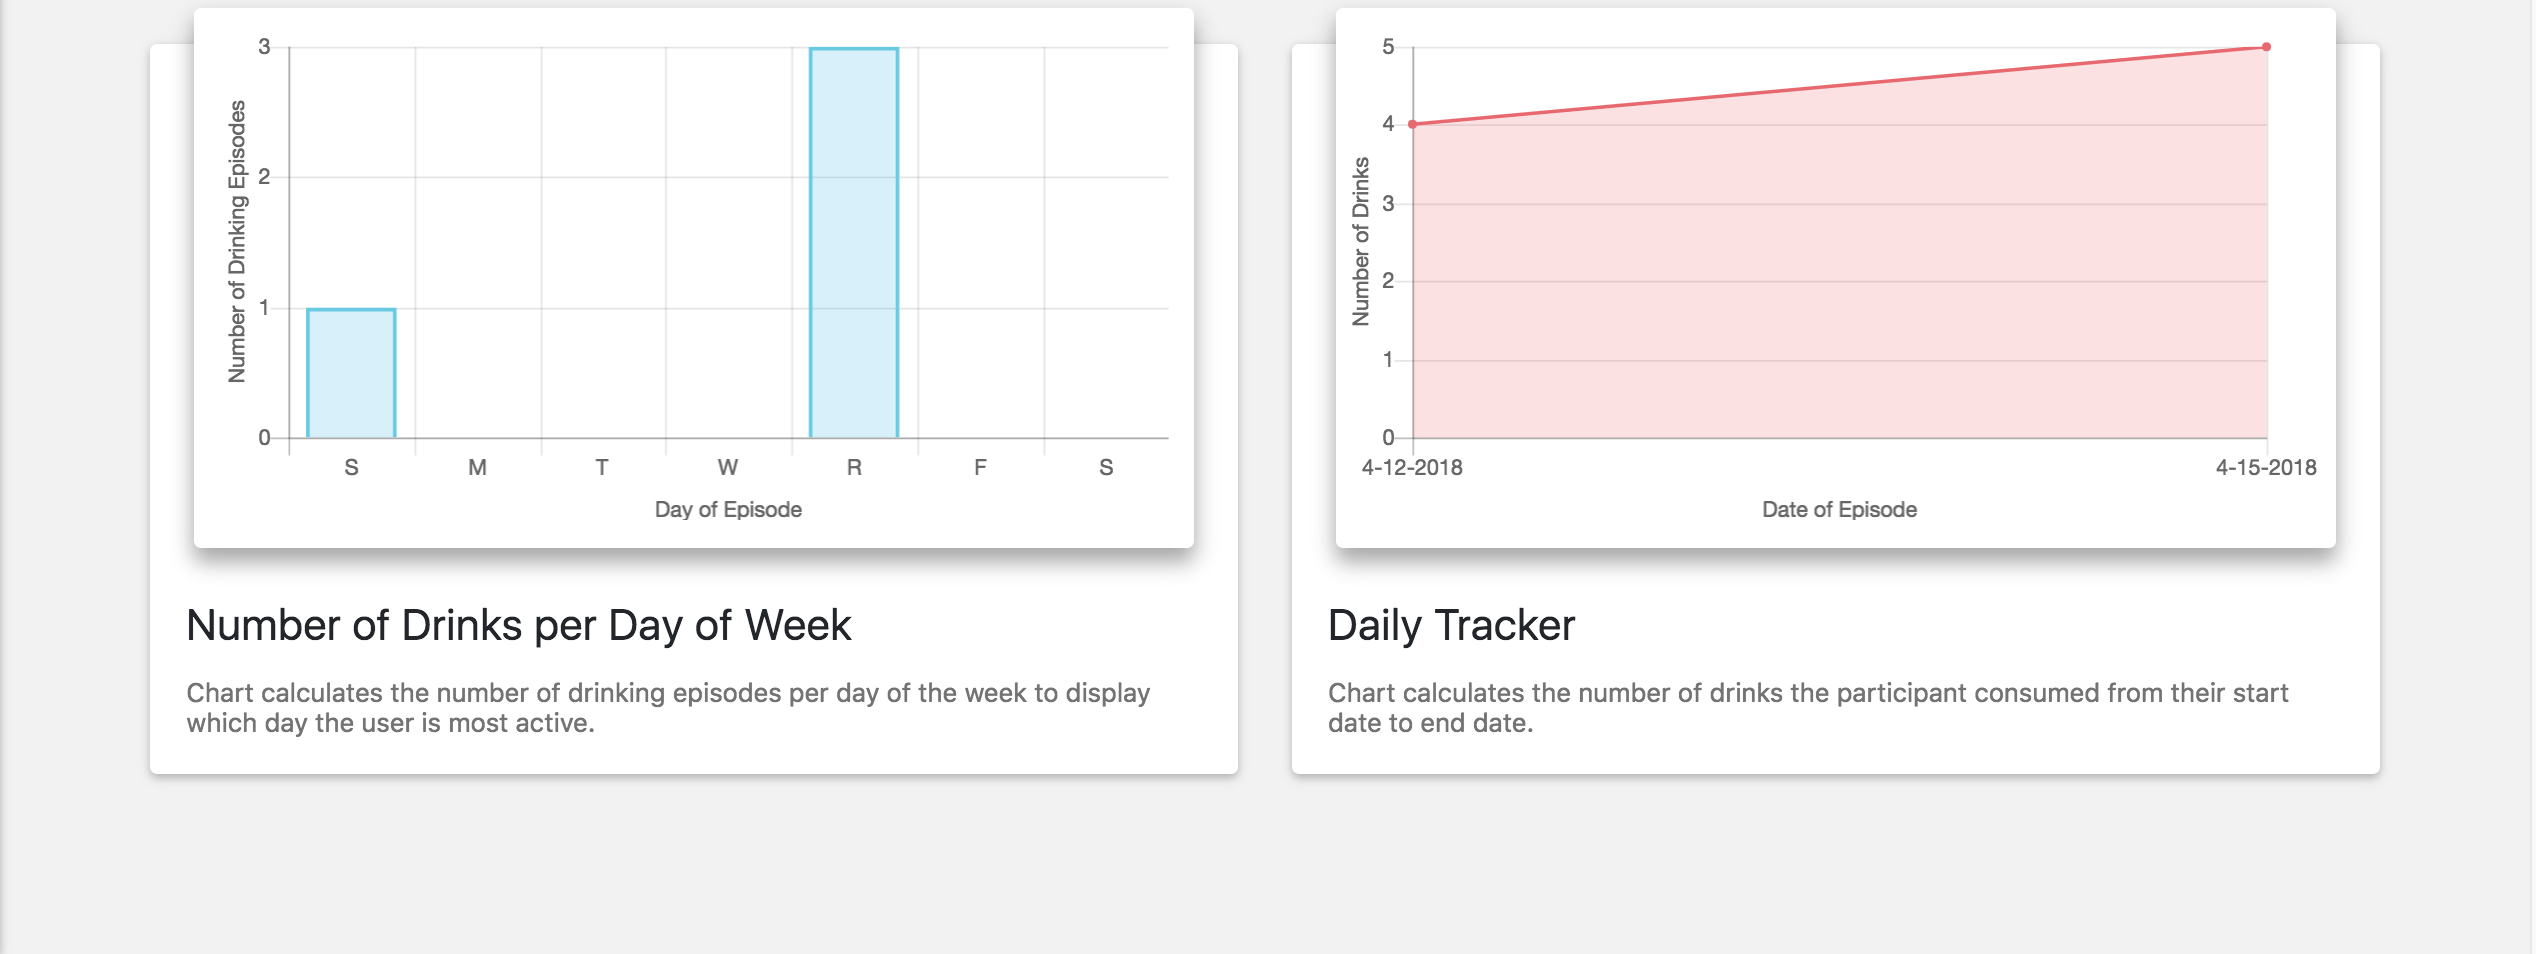 Number of Drinking Episodes
3
2
1
0
S M T W R F S
Day of Episode
Number of Drinks per Day of Week
Chart calculates the number of drinking episodes per day of the week to display
which day the user is most active.
Number of Drinks
5
4
3
2
1
0
4-12-2018 4-15-2018
Date of Episode
Daily Tracker
Chart calculates the number of drinks the participant consumed from their start
date to end date.